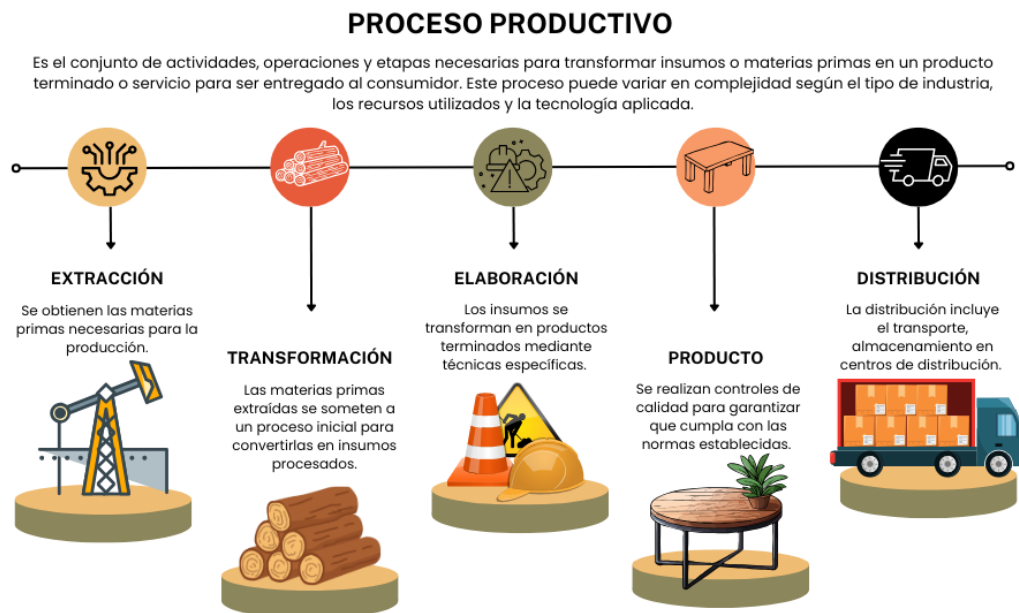 PROCESO PRODUCTIVO
Es el conjunto de actividades, operaciones y etapas necesarias para transformar insumos o materias primas en un producto
terminado o servicio para ser entregado al consumidor. Este proceso puede variar en complejidad según el tipo de industria,
los recursos utilizados y la tecnología aplicada.
EXTRACCIÓN
Se obtienen las materias
primas necesarias para la
producción.
TRANSFORMACIÓN
Las materias primas
extraídas se someten a
un proceso inicial para
convertirlas en insumos
procesados.
ELABORACIÓN
Los insumos se
transforman en productos
terminados mediante
técnicas específicas.
PRODUCTO
Se realizan controles de
calidad para garantizar
que cumpla con las
normas establecidas.
DISTRIBUCIÓN
La distribución incluye
el transporte,
almacenamiento en
centros de distribución.